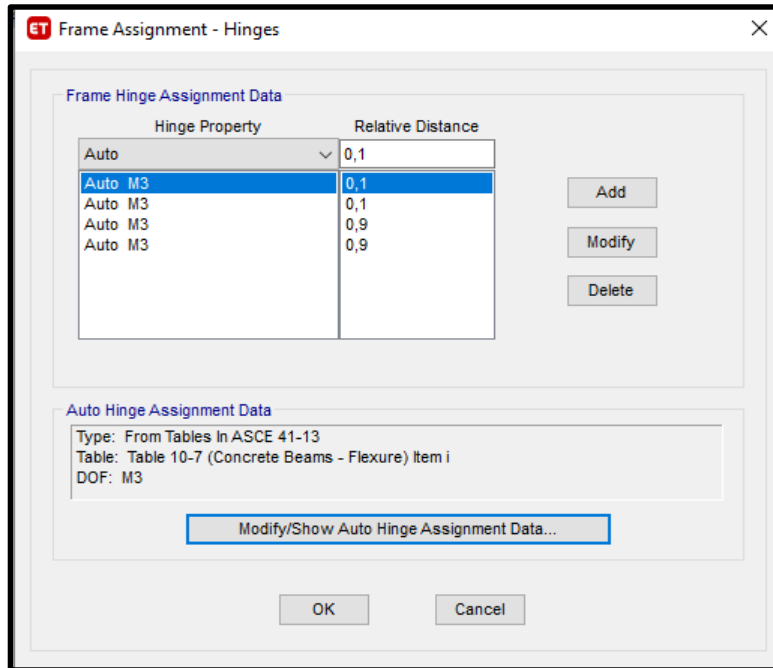 ET Frame Assignment - Hinges
Frame Hinge Assignment Data
Hinge Property Relative Distance
Auto 0,1
Auto M3 0,1
Auto M3 0,1
Auto M3 0,9
Auto M3 0,9
Add
Modify
Delete
Auto Hinge Assignment Data
Type: From Tables In ASCE 41-13
Table: Table 10-7 (Concrete Beams - Flexure) Item i
DOF: M3
Modify/Show Auto Hinge Assignment Data...
OK Cancel